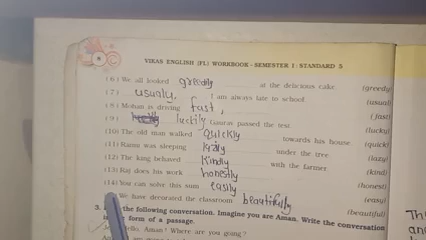 VIKAS ENGLISH (FL) WORKBOOK - SEMESTER I : STANDARD 5
(6) We all looked greedily at the delicious cake (greedy)
(7) usually, I am always late to school. (usual)
(8) Mohan is driving fast, (fast)
(9) luckily Gaurav passed the test. (lucky)
(10) The old man walked quickly towards his house. (quick)
(11) Ramu was sleeping lazily under the tree. (lazy)
(12) The king behaved kindly with the farmer. (kind)
(13) Raj does his work honestly (honest)
(14) You can solve this sum easily (easy)
We have decorated the classroom beautifully (beautiful)
3. the following conversation. Imagine you are Aman. Write the conversation
form of a passage.
Hello, Aman! Where are you going?